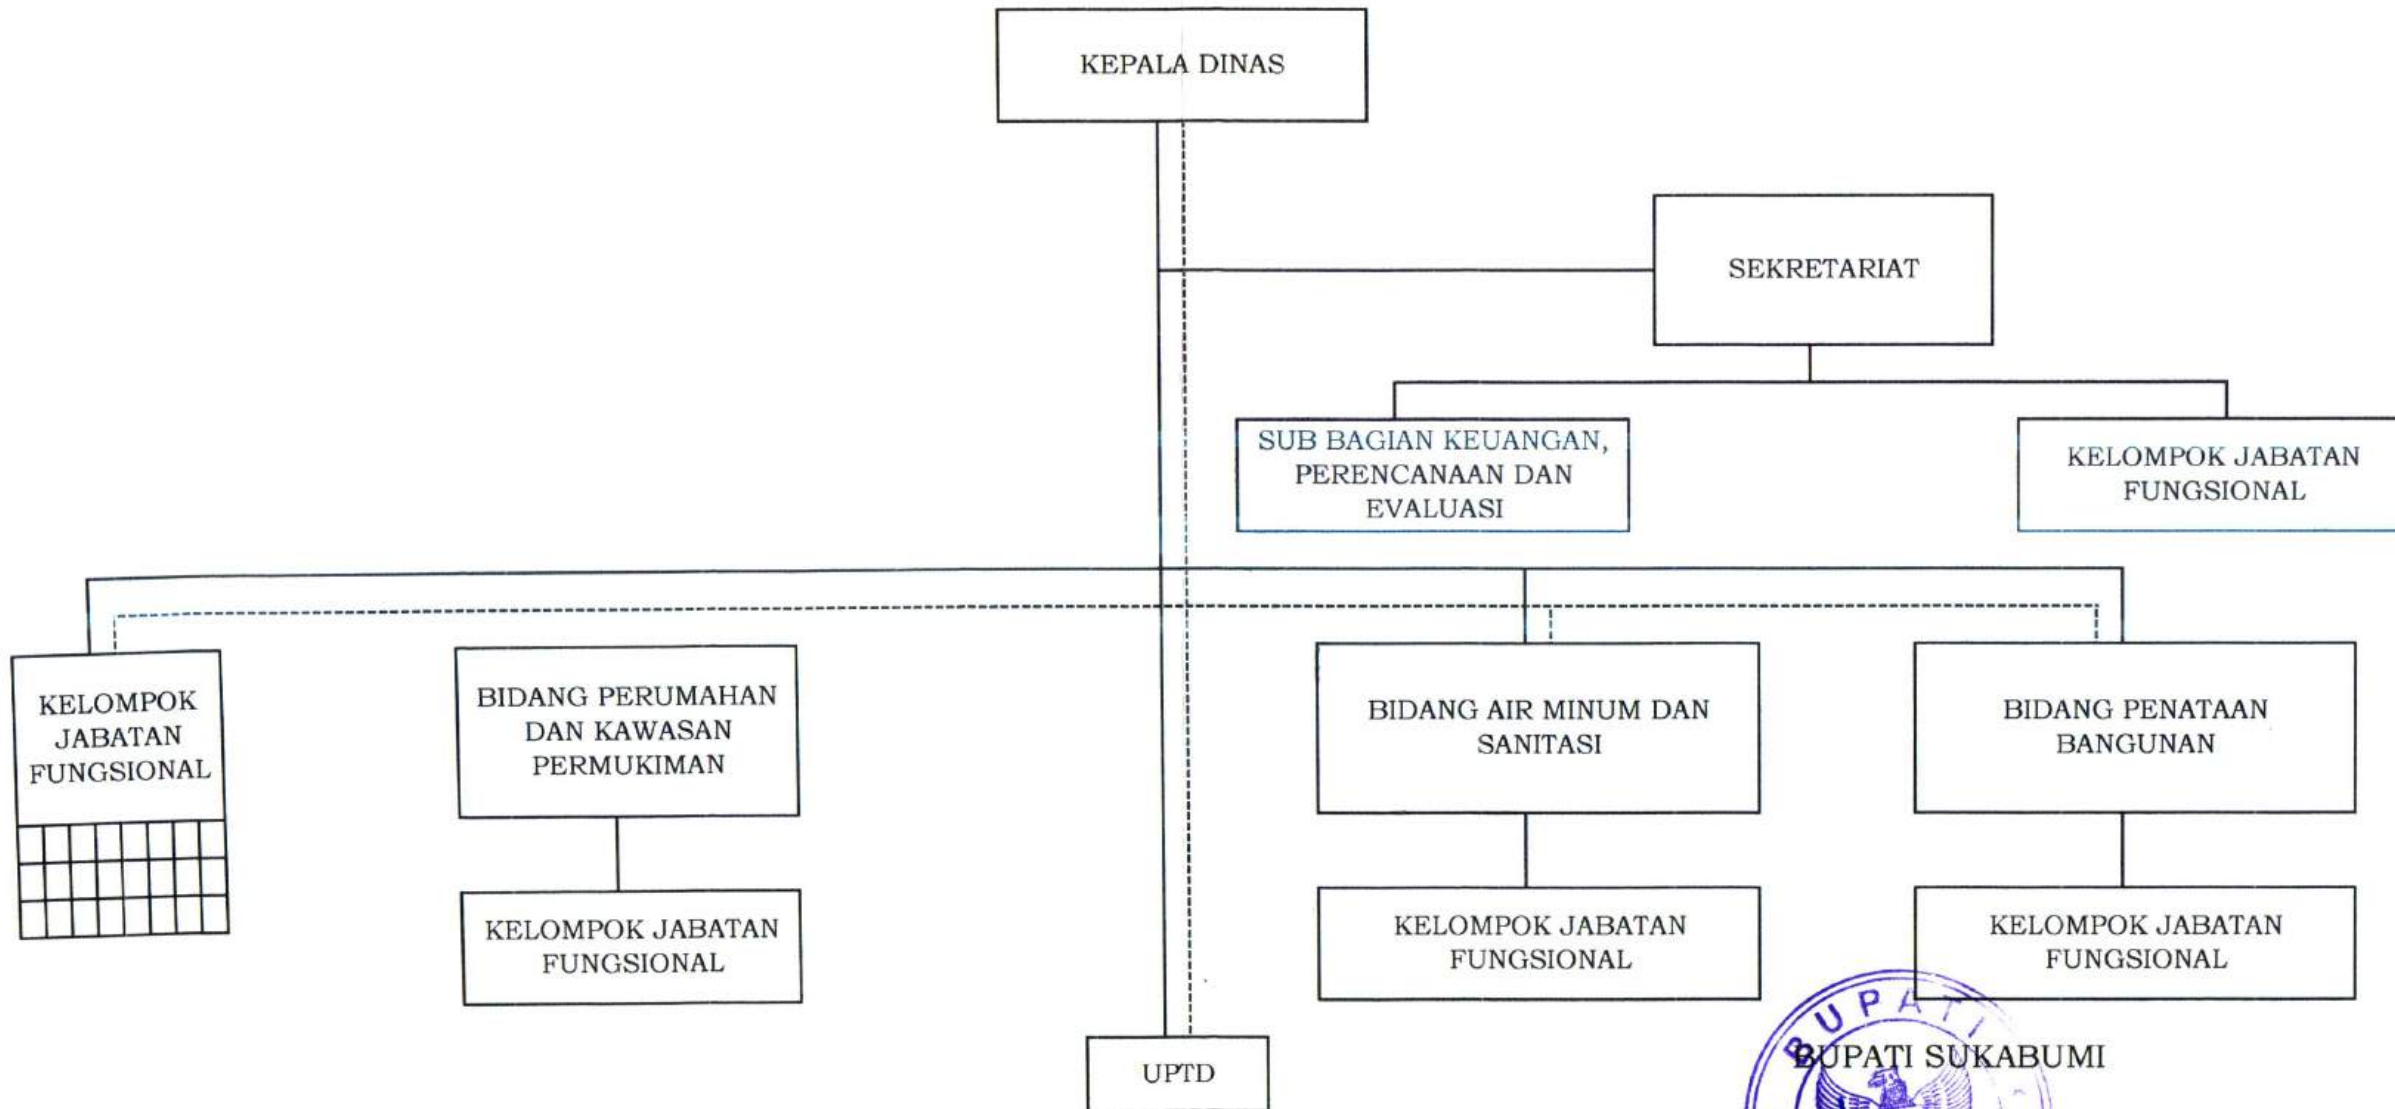 KEPALA DINAS
SEKRETARIAT
SUB BAGIAN KEUANGAN,
PERENCANAAN DAN
EVALUASI
KELOMPOK JABATAN
FUNGSIONAL
KELOMPOK
JABATAN
FUNGSIONAL
BIDANG PERUMAHAN
DAN KAWASAN
PERMUKIMAN
BIDANG AIR MINUM DAN
SANITASI
BIDANG PENATAAN
BANGUNAN
KELOMPOK JABATAN
FUNGSIONAL
KELOMPOK JABATAN
FUNGSIONAL
KELOMPOK JABATAN
FUNGSIONAL
UPTD
BUPATI
BUPATI SUKABUMI